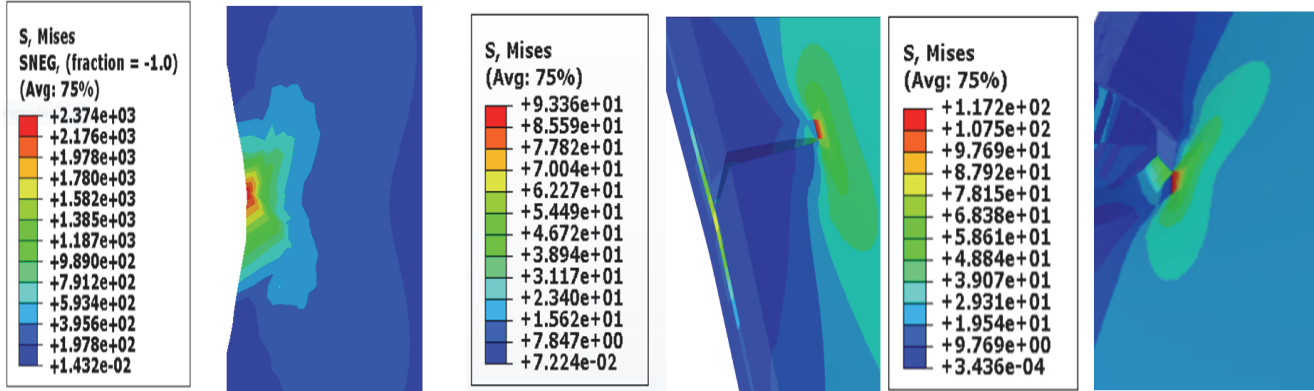 S, Mises
SNEG, (fraction = -1.0)
(Avg: 75%)
+2.374e+03
+2.176e+03
+1.978e+03
+1.780e+03
+1.582e+03
+1.385e+03
+1.187e+03
+9.890e+02
+7.912e+02
+5.934e+02
+3.956e+02
+1.978e+02
+1.432e-02
S, Mises
(Avg: 75%)
+9.336e+01
+8.559e+01
+7.782e+01
+7.004e+01
+6.227e+01
+5.449e+01
+4.672e+01
+3.894e+01
+3.117e+01
+2.340e+01
+1.562e+01
+7.847e+00
+7.224e-02
S, Mises
(Avg: 75%)
+1.172e+02
+1.075e+02
+9.769e+01
+8.792e+01
+7.815e+01
+6.838e+01
+5.861e+01
+4.884e+01
+3.907e+01
+2.931e+01
+1.954e+01
+9.769e+00
+3.436e-04